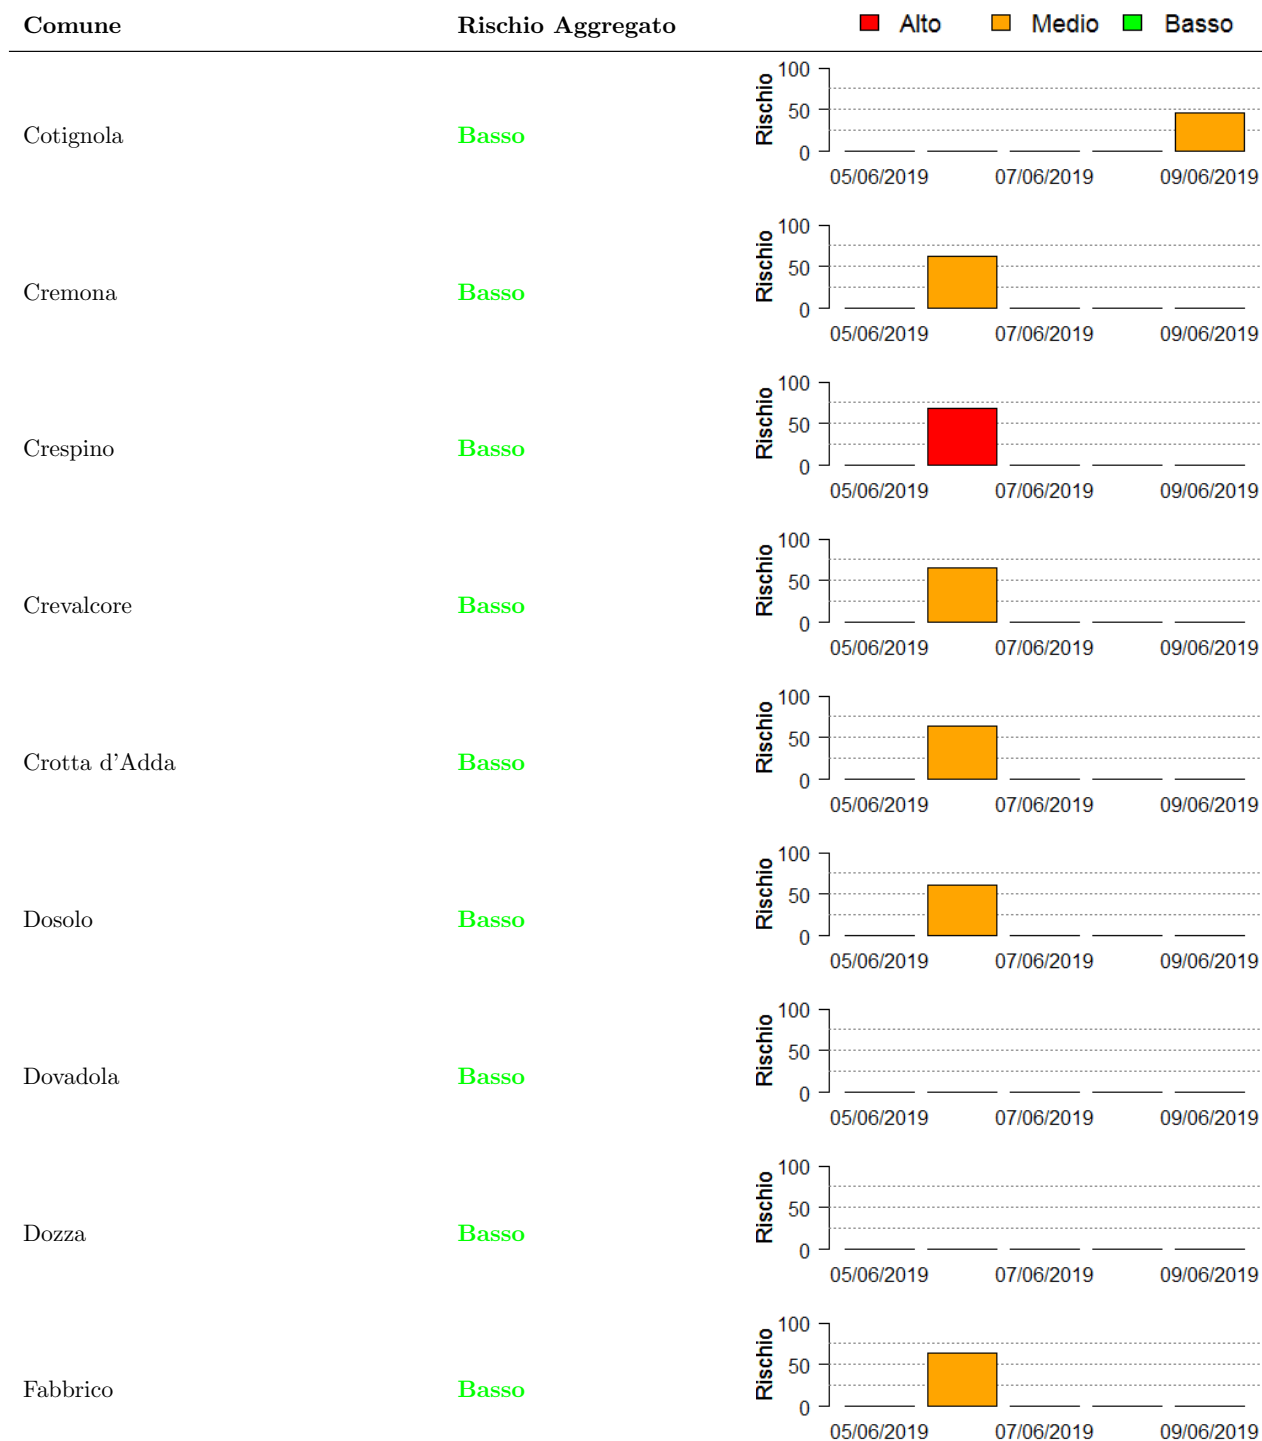 Comune Rischio Aggregato Alto Medio Basso
100
50
0
Rischio
Cotignola Basso
05/06/2019 07/06/2019 09/06/2019
100
50
0
Rischio
Cremona Basso
05/06/2019 07/06/2019 09/06/2019
100
50
0
Rischio
Crespino Basso
05/06/2019 07/06/2019 09/06/2019
100
50
0
Rischio
Crevalcore Basso
05/06/2019 07/06/2019 09/06/2019
100
50
0
Rischio
Crotta d'Adda Basso
05/06/2019 07/06/2019 09/06/2019
100
50
0
Rischio
Dosolo Basso
05/06/2019 07/06/2019 09/06/2019
100
50
0
Rischio
Dovadola Basso
05/06/2019 07/06/2019 09/06/2019
100
50
0
Rischio
Dozza Basso
05/06/2019 07/06/2019 09/06/2019
100
50
0
Rischio
Fabbrico Basso
05/06/2019 07/06/2019 09/06/2019